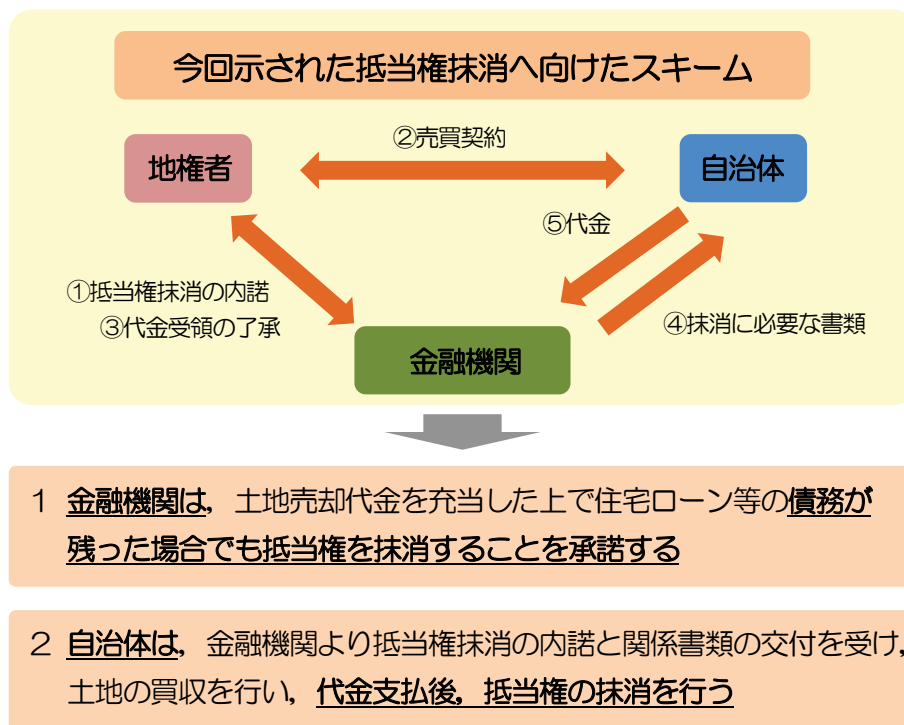 今回示された抵当権抹消へ向けたスキーム
②売買契約
地権者
自治体
⑤代金
①抵当権抹消の内諾
③代金受領の了承
④抹消に必要な書類
金融機関
1 金融機関は，土地売却代金を充当した上で住宅ローン等の債務が
残った場合でも抵当権を抹消することを承諾する
2 自治体は，金融機関より抵当権抹消の内諾と関係書類の交付を受け，
土地の買収を行い，代金支払後，抵当権の抹消を行う